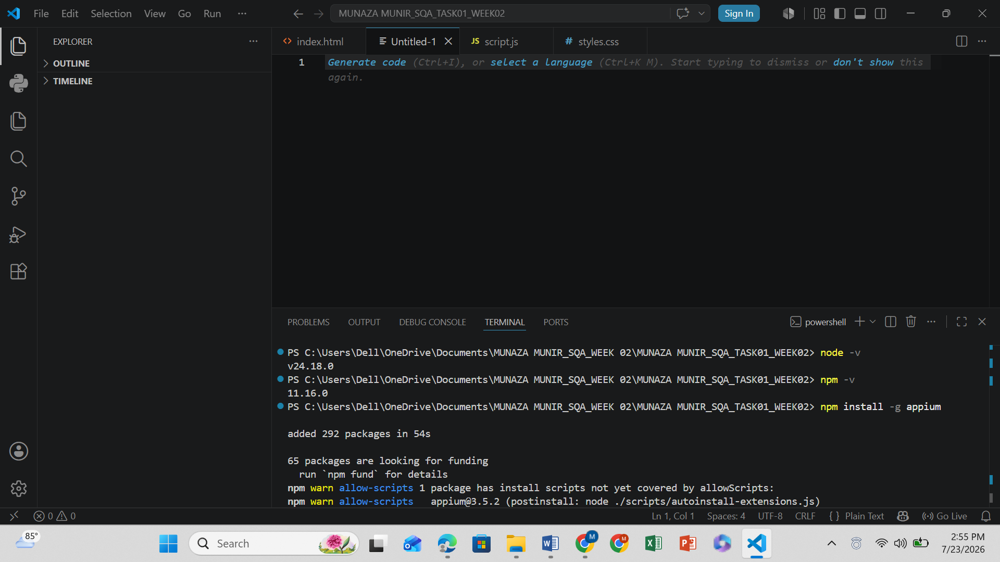 File Edit Selection View Go Run ···
MUNAZA MUNIR_SQA_TASK01_WEEK02
Sign In
EXPLORER
OUTLINE
TIMELINE
index.html
Untitled-1
JS script.js
# styles.css
1
Generate code (Ctrl+I), or select a language (Ctrl+K M). Start typing to dismiss or don't show this
again.
PROBLEMS OUTPUT DEBUG CONSOLE TERMINAL PORTS
powershell
PS C:\Users\Dell\OneDrive\Documents\MUNAZA MUNIR_SQA_WEEK 02\MUNAZA MUNIR_SQA_TASK01_WEEK02> node -v
v24.18.0
PS C:\Users\Dell\OneDrive\Documents\MUNAZA MUNIR_SQA_WEEK 02\MUNAZA MUNIR_SQA_TASK01_WEEK02> npm -v
11.16.0
PS C:\Users\Dell\OneDrive\Documents\MUNAZA MUNIR_SQA_WEEK 02\MUNAZA MUNIR_SQA_TASK01_WEEK02> npm install -g appium
added 292 packages in 54s
65 packages are looking for funding
run `npm fund` for details
npm warn allow-scripts 1 package has install scripts not yet covered by allowScripts:
npm warn allow-scripts   appium@3.5.2 (postinstall: node ./scripts/autoinstall-extensions.js)
0 0
Ln 1, Col 1 Spaces: 4 UTF-8 CRLF { } Plain Text Go Live
85°
Search
M
M
2:55 PM
7/23/2026